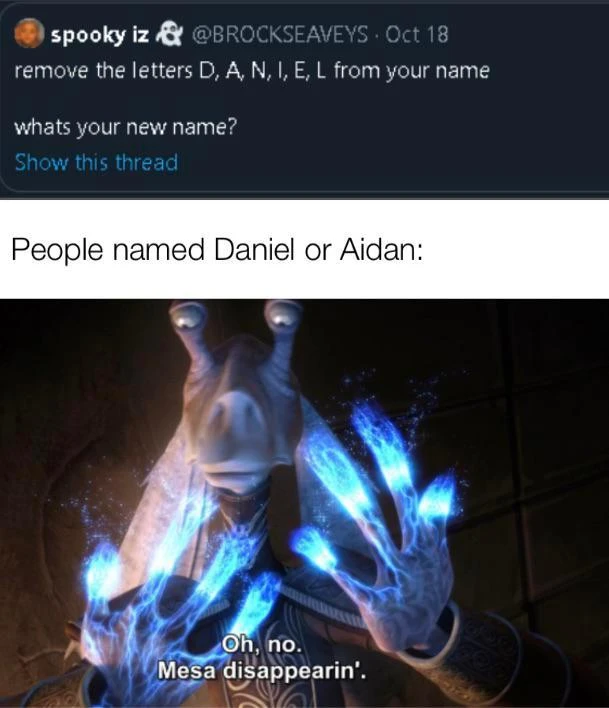 spooky iz 👻 @BROCKSEAVEYS · Oct 18
remove the letters D, A, N, I, E, L from your name
whats your new name?
Show this thread
People named Daniel or Aidan:
Oh, no.
Mesa disappearin'.